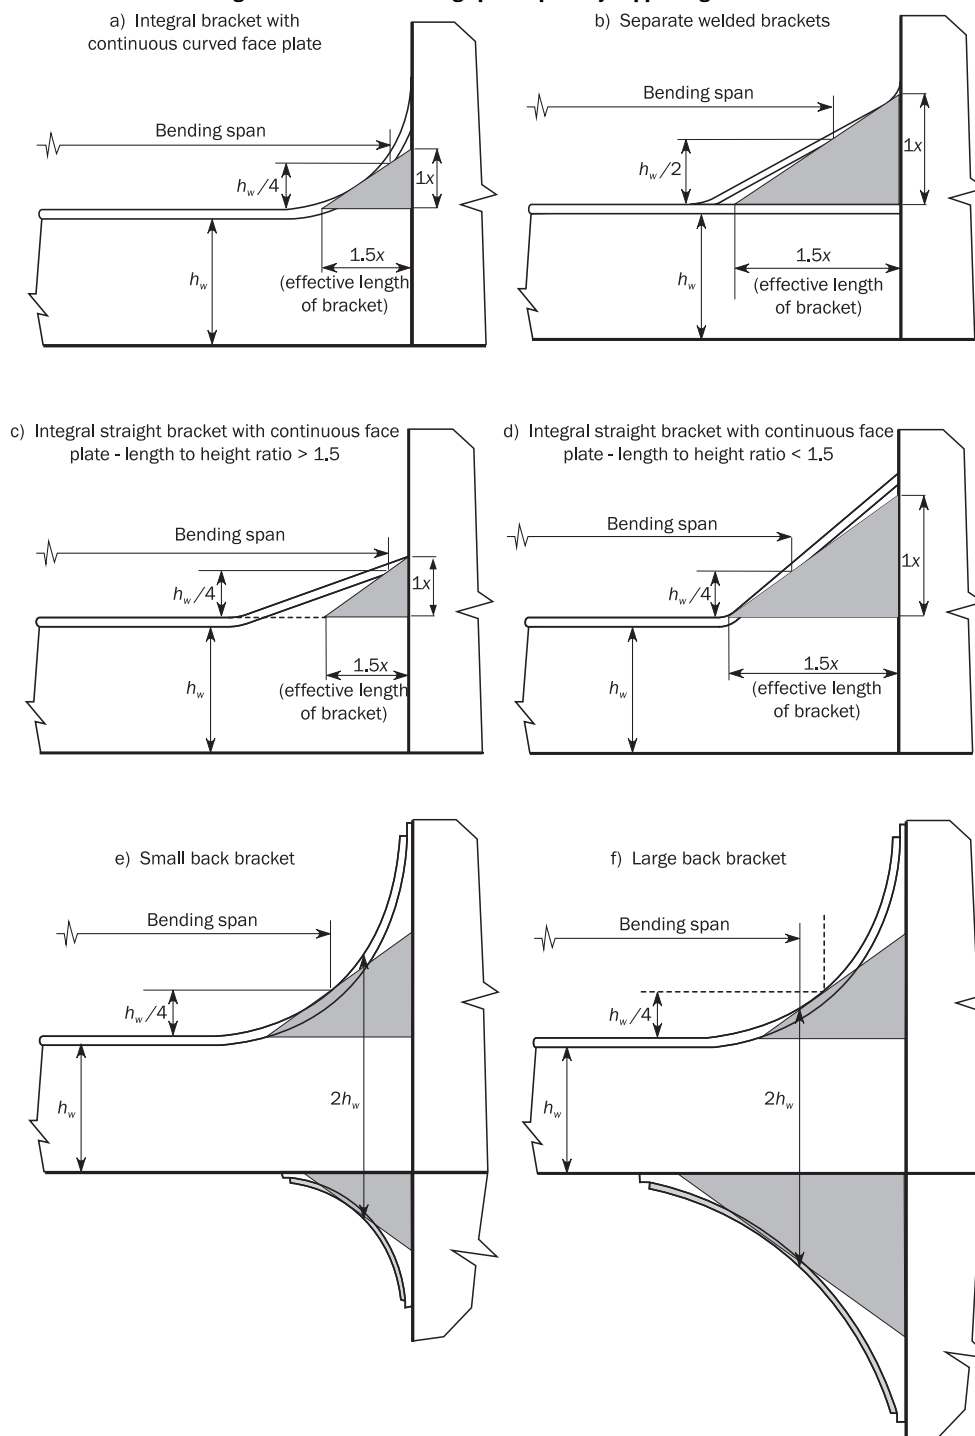 a) Integral bracket with
continuous curved face plate
Bending span
h_w/4
1x
1.5x
(effective length
of bracket)
h_w
b) Separate welded brackets
Bending span
h_w/2
1x
1.5x
(effective length
of bracket)
h_w
c) Integral straight bracket with continuous face
plate - length to height ratio > 1.5
Bending span
h_w/4
1x
1.5x
(effective length
of bracket)
h_w
d) Integral straight bracket with continuous face
plate - length to height ratio < 1.5
Bending span
h_w/4
1x
1.5x
(effective length
of bracket)
h_w
e) Small back bracket
Bending span
h_w/4
h_w
2h_w
f) Large back bracket
Bending span
h_w/4
h_w
2h_w